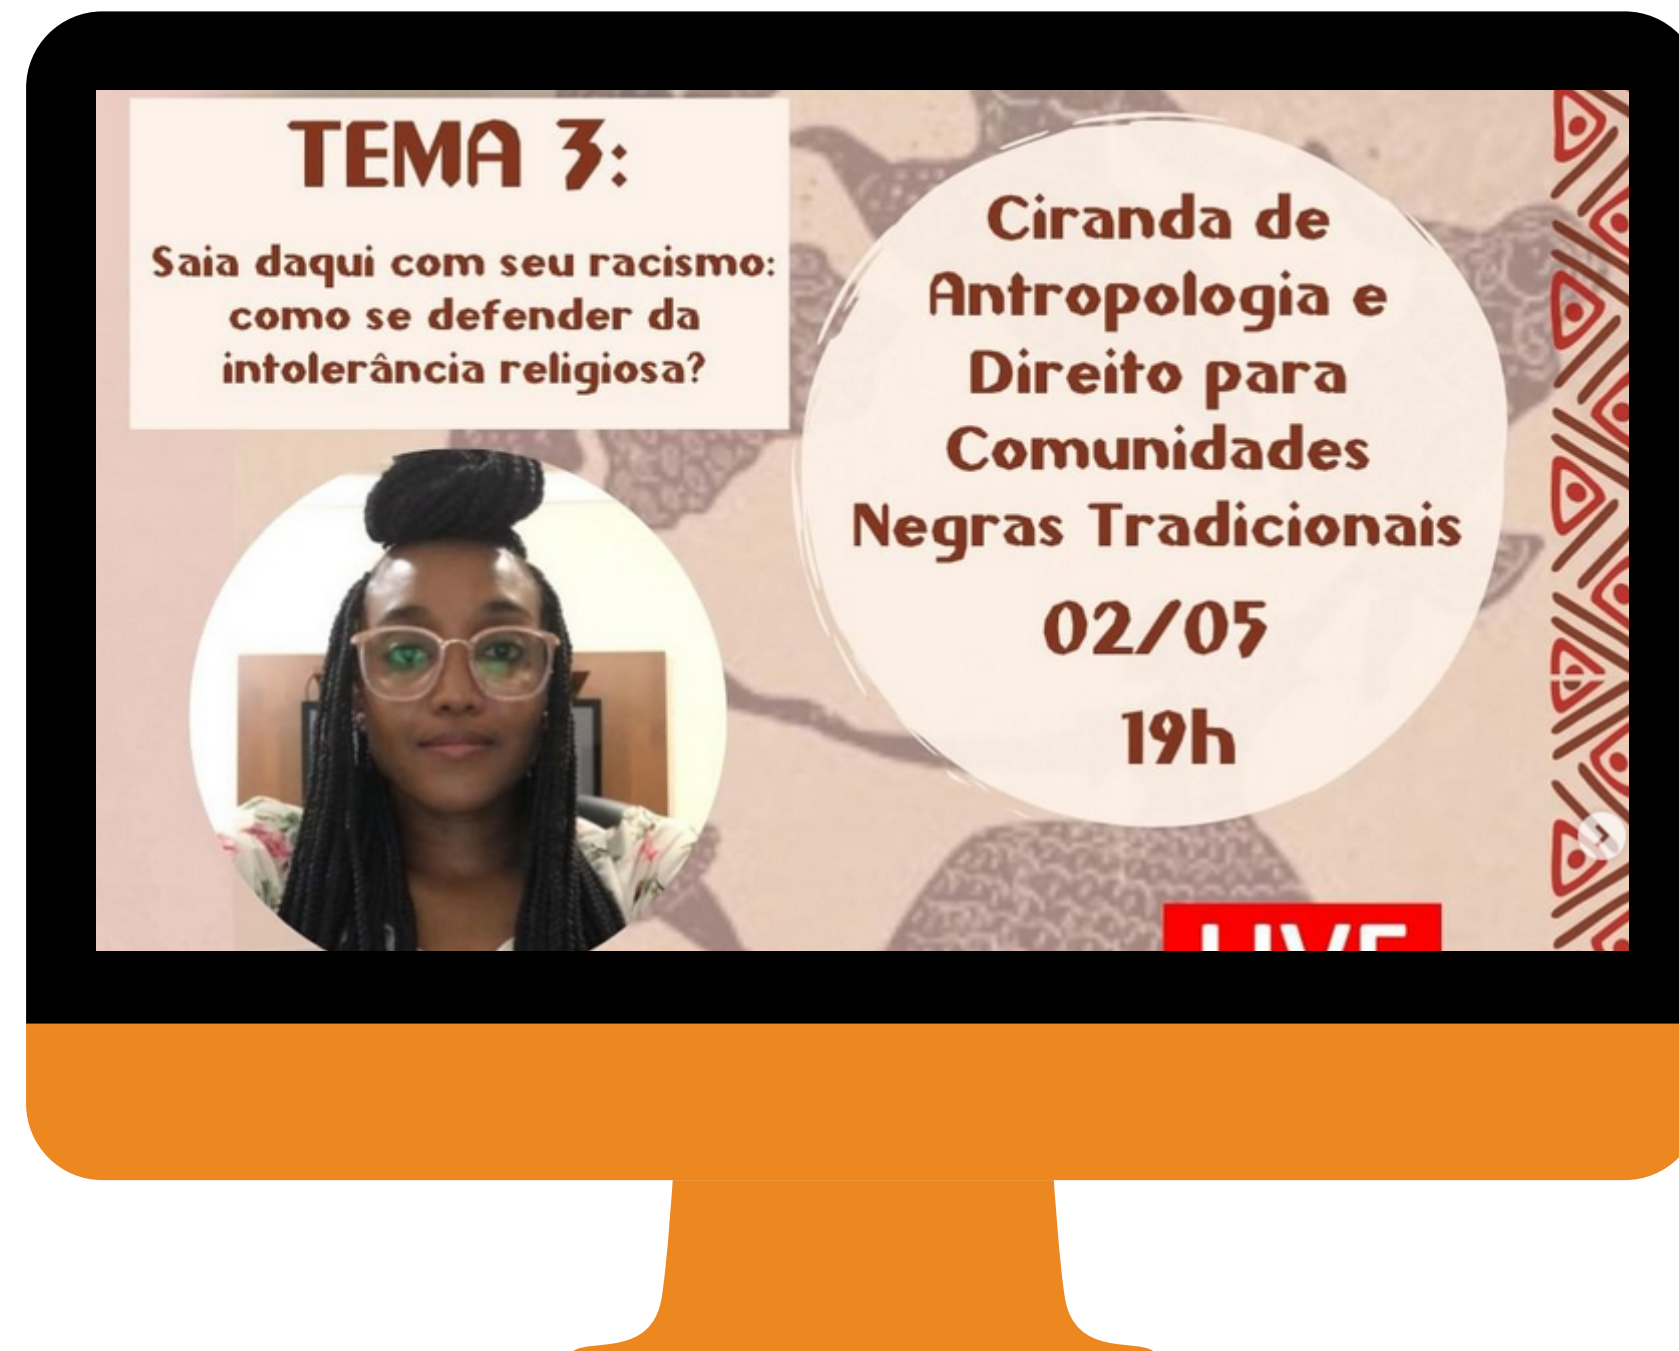 TEMA 3:
Saia daqui com seu racismo:
como se defender da
intolerância religiosa?
Ciranda de
Antropologia e
Direito para
Comunidades
Negras Tradicionais
02/05
19h
LIVE